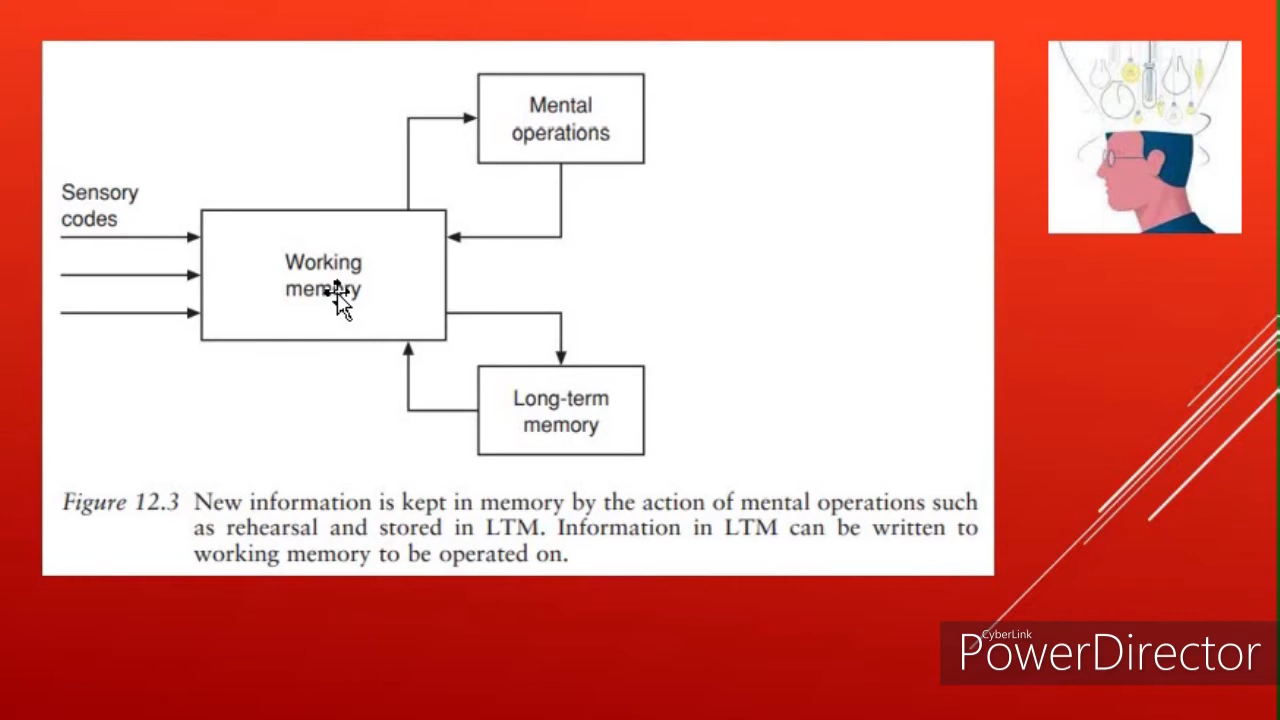 Mental
operations
Sensory
codes
Working
memory
Long-term
memory
Figure 12.3 New information is kept in memory by the action of mental operations such
as rehearsal and stored in LTM. Information in LTM can be written to
working memory to be operated on.
CyberLink
PowerDirector